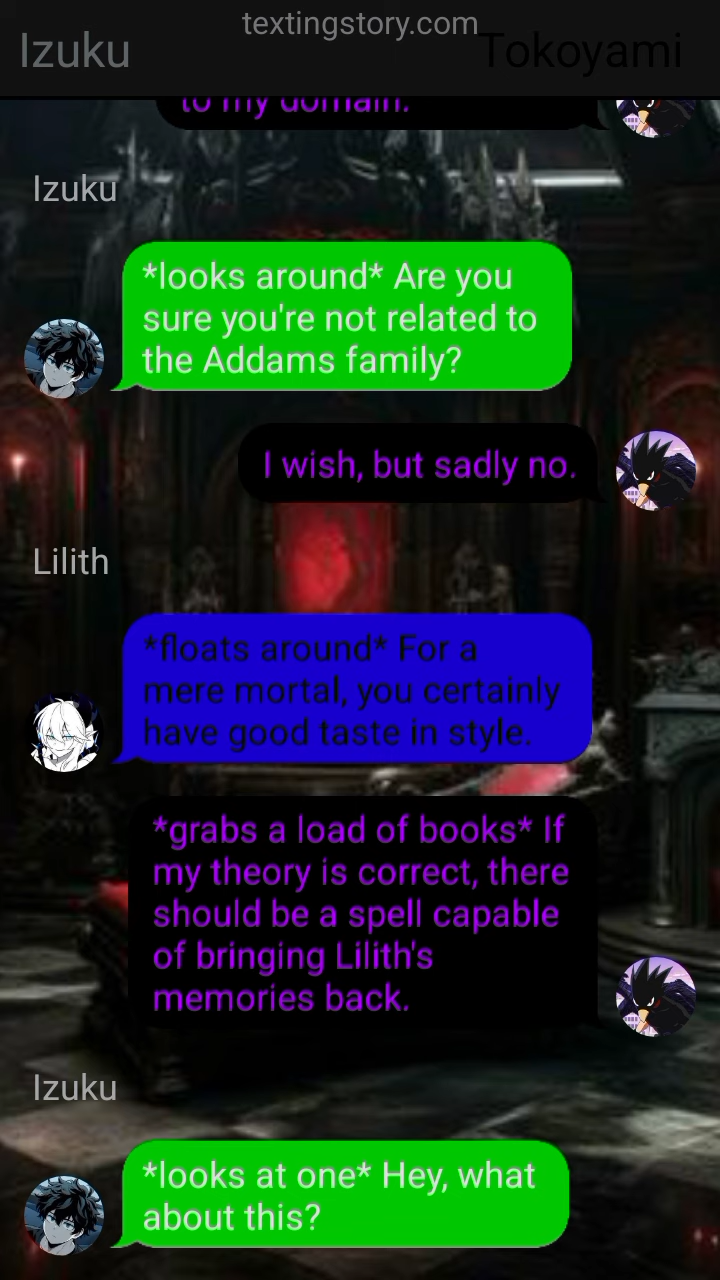 textingstory.com
Izuku
Tokoyami
to my domain.
Izuku
*looks around* Are you
sure you're not related to
the Addams family?
I wish, but sadly no.
Lilith
*floats around* For a
mere mortal, you certainly
have good taste in style.
*grabs a load of books* If
my theory is correct, there
should be a spell capable
of bringing Lilith's
memories back.
Izuku
*looks at one* Hey, what
about this?